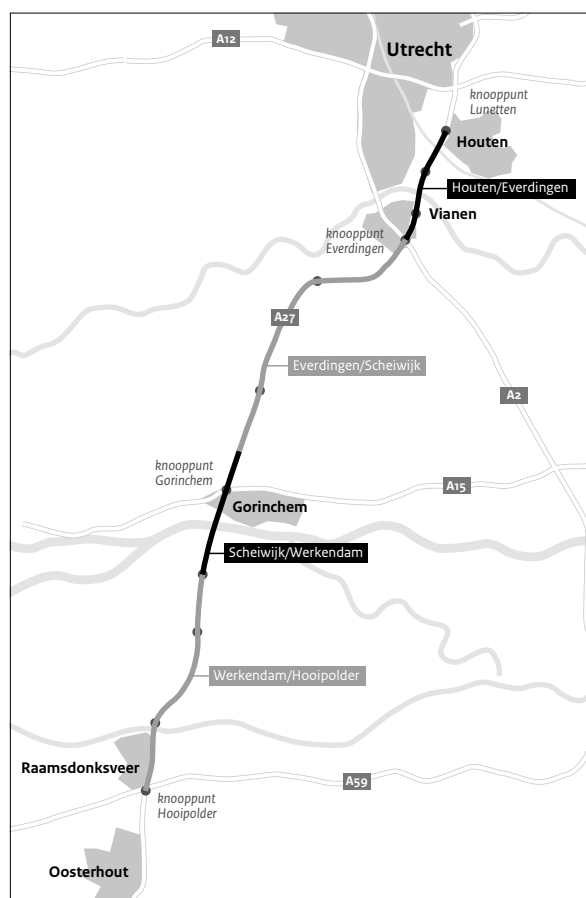 A12
Utrecht
knooppunt
Lunetten
Houten
Houten/Everdingen
Vianen
knooppunt
Everdingen
A27
Everdingen/Scheiwijk
A2
knooppunt
Gorinchem
A15
Gorinchem
Scheiwijk/Werkendam
Werkendam/Hooipolder
Raamsdonksveer
A59
knooppunt
Hooipolder
Oosterhout